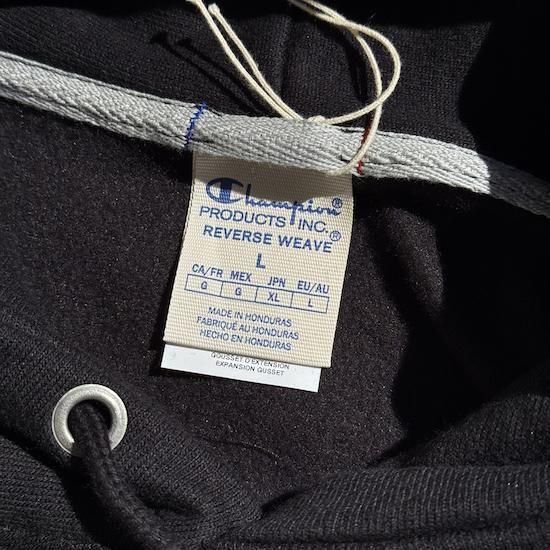 Champion®
PRODUCTS INC.®
REVERSE WEAVE
L
CA/FR MEX JPN EU/AU
G G XL L
MADE IN HONDURAS
FABRIQUÉ AU HONDURAS
HECHO EN HONDURAS
GOUSSET D'EXTENSION
EXPANSION GUSSET